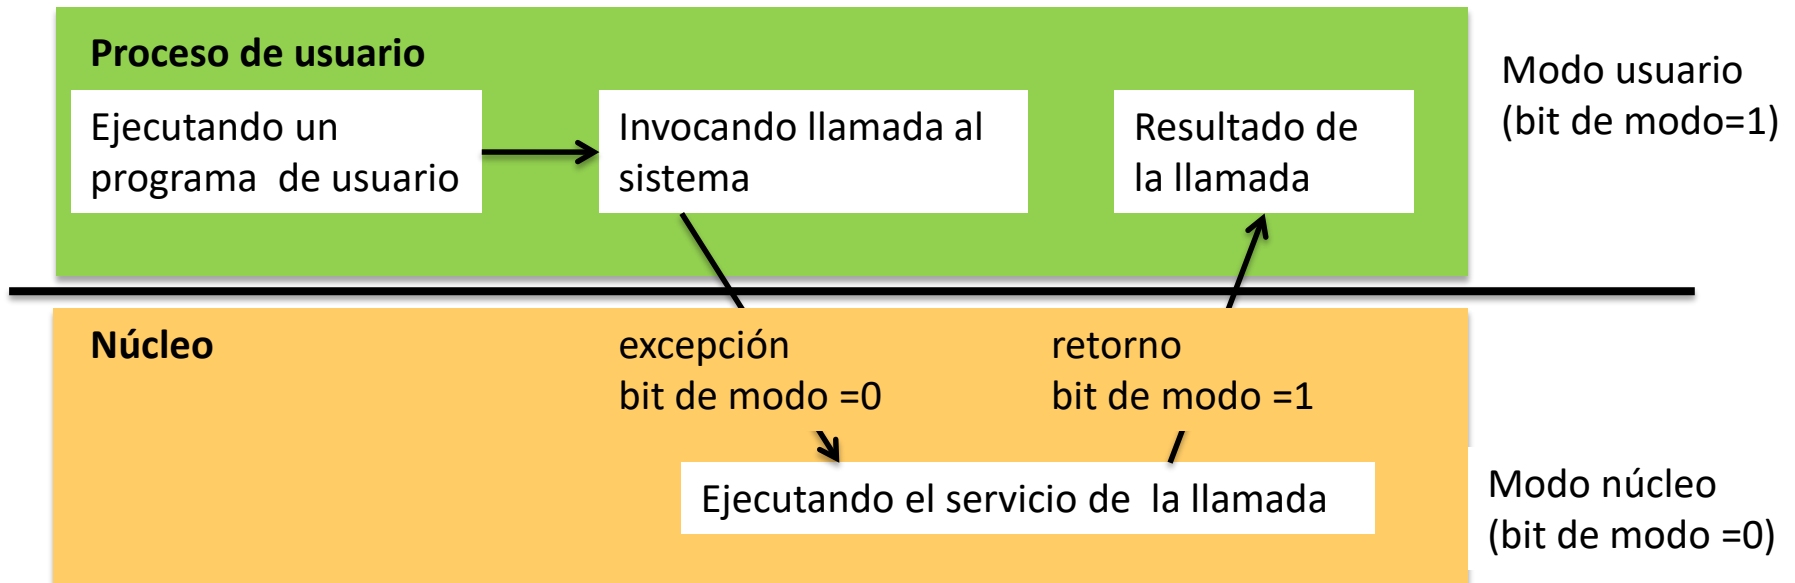 Proceso de usuario
Ejecutando un
programa de usuario
Invocando llamada al
sistema
Resultado de
la llamada
Modo usuario
(bit de modo=1)
Núcleo
excepción
bit de modo =0
retorno
bit de modo =1
Ejecutando el servicio de la llamada
Modo núcleo
(bit de modo =0)